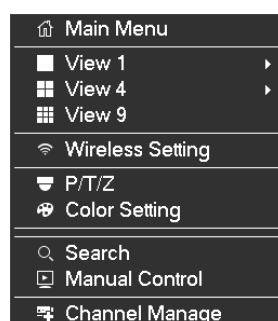 Main Menu
View 1
View 4
View 9
Wireless Setting
P/T/Z
Color Setting
Search
Manual Control
Channel Manage